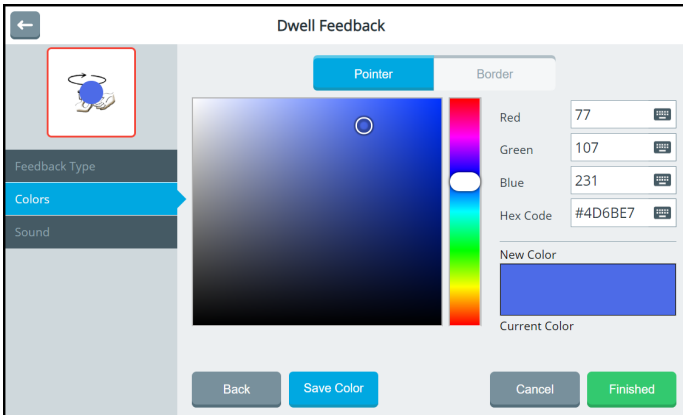 Dwell Feedback
Pointer
Border
Feedback Type
Colors
Sound
Red
77
Green
107
Blue
231
Hex Code
#4D6BE7
New Color
Current Color
Back
Save Color
Cancel
Finished